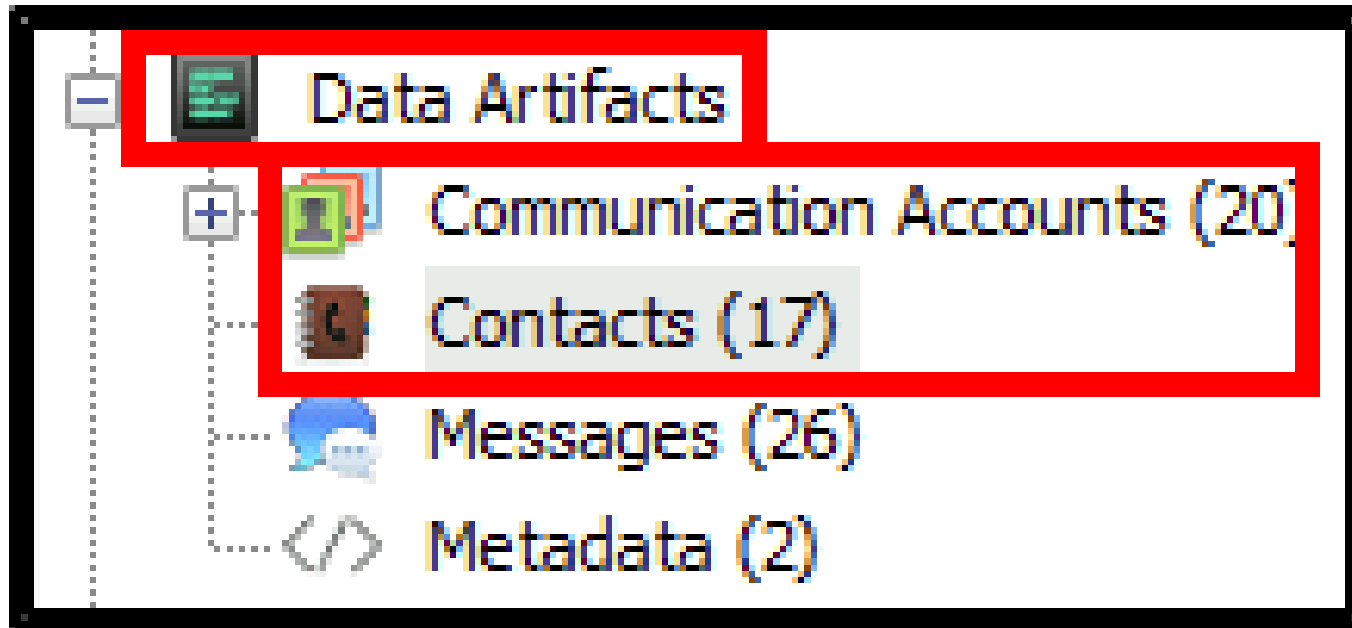 Data Artifacts
Communication Accounts (20)
Contacts (17)
Messages (26)
Metadata (2)